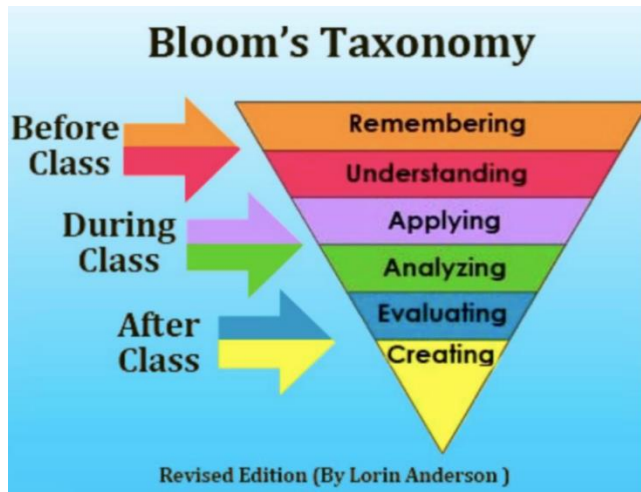 Bloom's Taxonomy
Before
Class
Remembering
Understanding
During
Class
Applying
Analyzing
After
Class
Evaluating
Creating
Revised Edition (By Lorin Anderson )